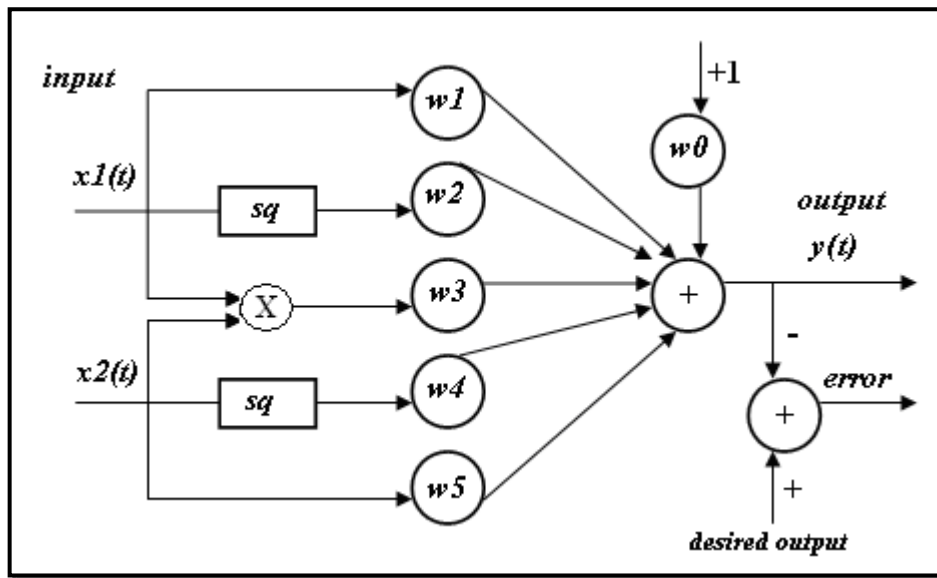 input
x1(t)
sq
x2(t)
sq
X
w1
w2
w3
w4
w5
+1
w0
+
output
y(t)
-
error
+
+
desired output